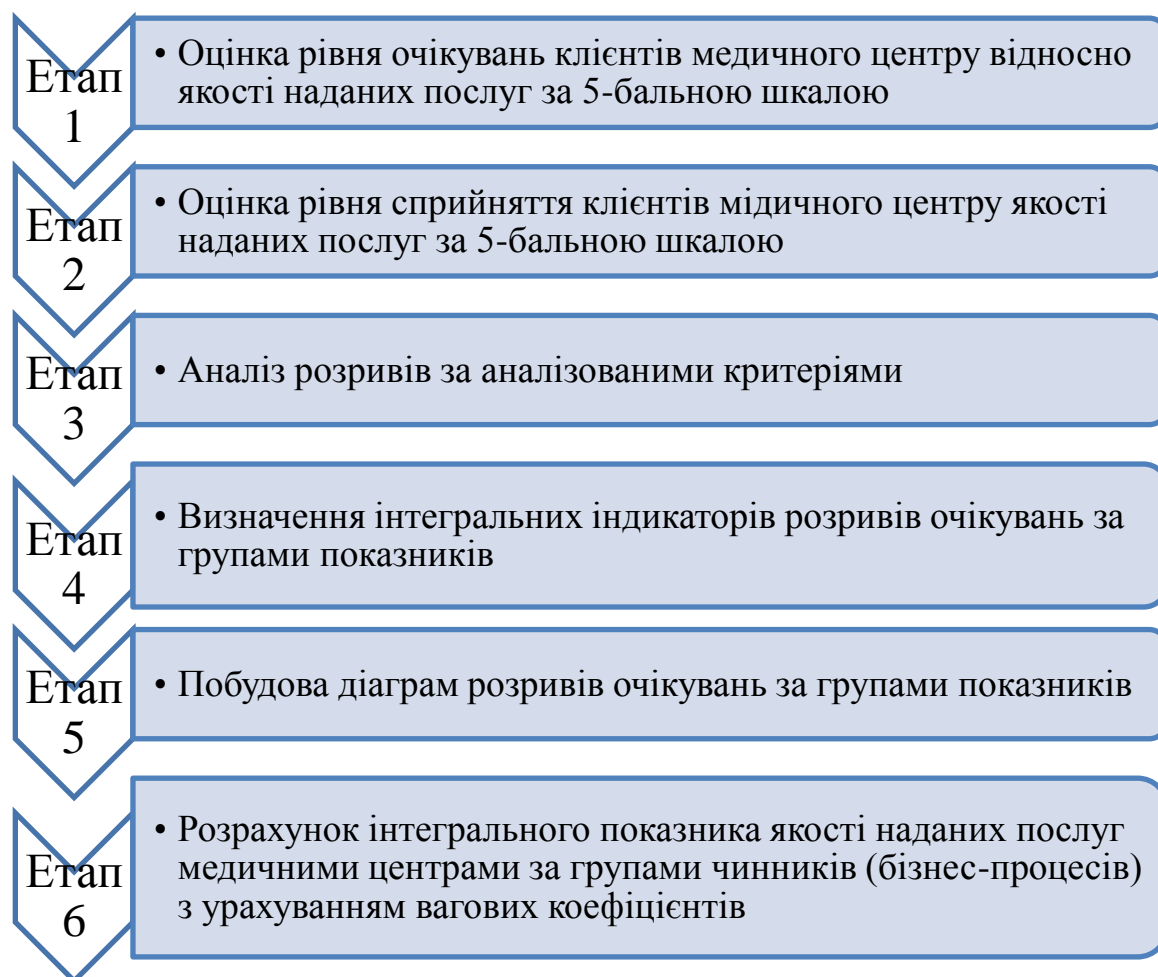 Етап
1
• Оцінка рівня очікувань клієнтів медичного центру відносно
якості наданих послуг за 5-бальною шкалою
Етап
2
• Оцінка рівня сприйняття клієнтів мідичного центру якості
наданих послуг за 5-бальною шкалою
Етап
3
• Аналіз розривів за аналізованими критеріями
Етап
4
• Визначення інтегральних індикаторів розривів очікувань за
групами показників
Етап
5
• Побудова діаграм розривів очікувань за групами показників
Етап
6
• Розрахунок інтегрального показника якості наданих послуг
медичними центрами за групами чинників (бізнес-процесів)
з урахуванням вагових коефіцієнтів